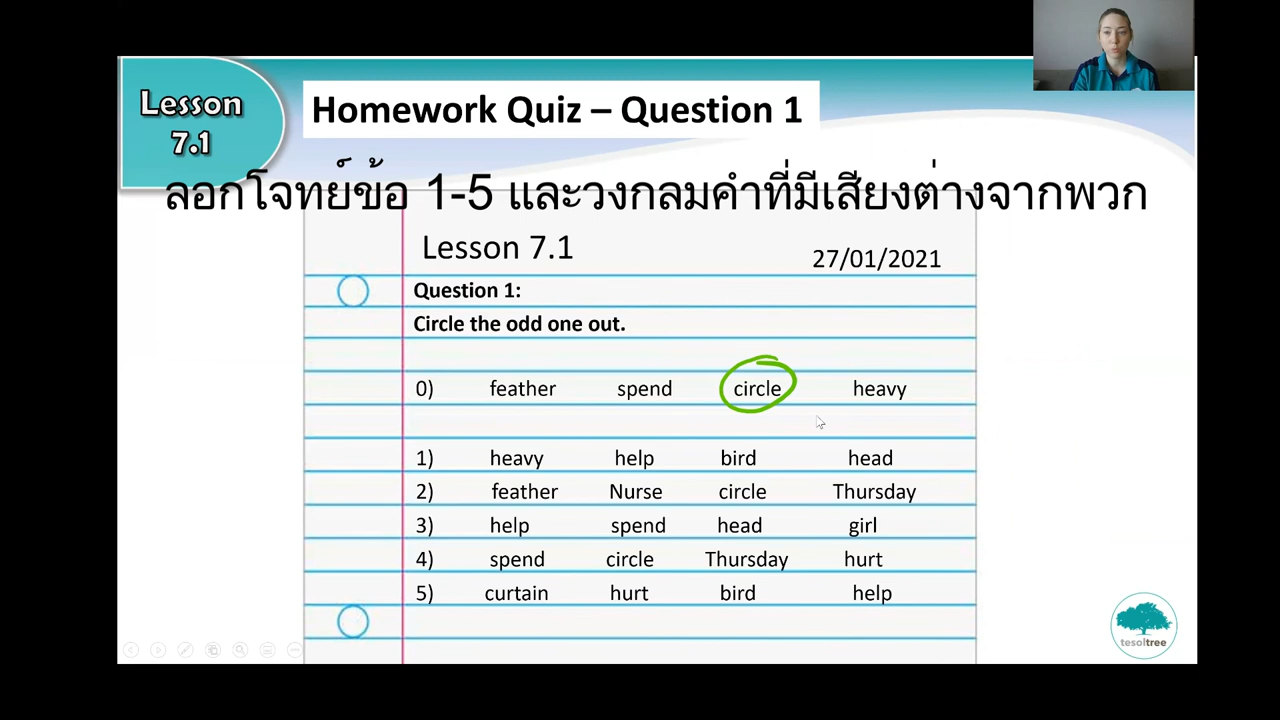 Lesson
7.1
Homework Quiz – Question 1
ลอกโจทย์ข้อ 1-5 และวงกลมคำที่มีเสียงต่างจากพวก
Lesson 7.1 27/01/2021
Question 1:
Circle the odd one out.
0) feather spend circle heavy
1) heavy help bird head
2) feather Nurse circle Thursday
3) help spend head girl
4) spend circle Thursday hurt
5) curtain hurt bird help
tesoltree